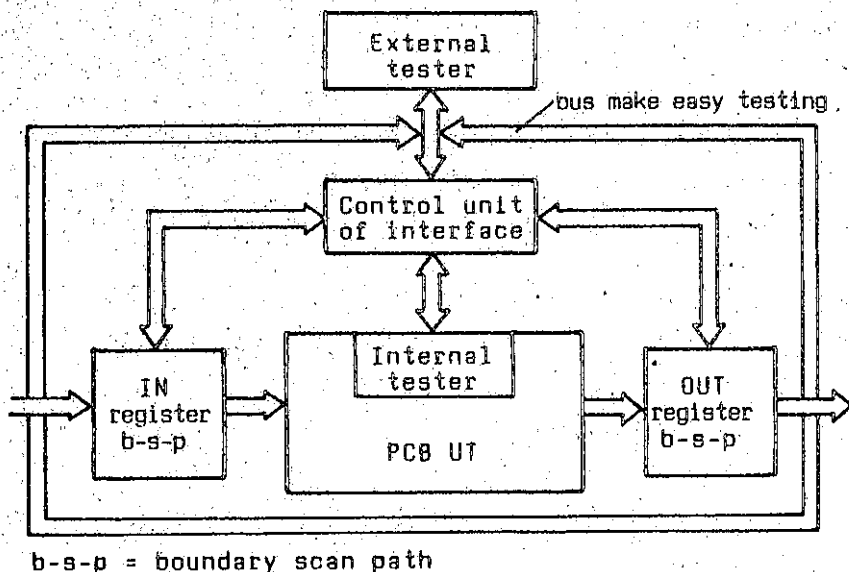 External
tester
bus make easy testing
Control unit
of interface
Internal
tester
IN
register
b-s-p
PCB UT
OUT
register
b-s-p
b-s-p = boundary scan path